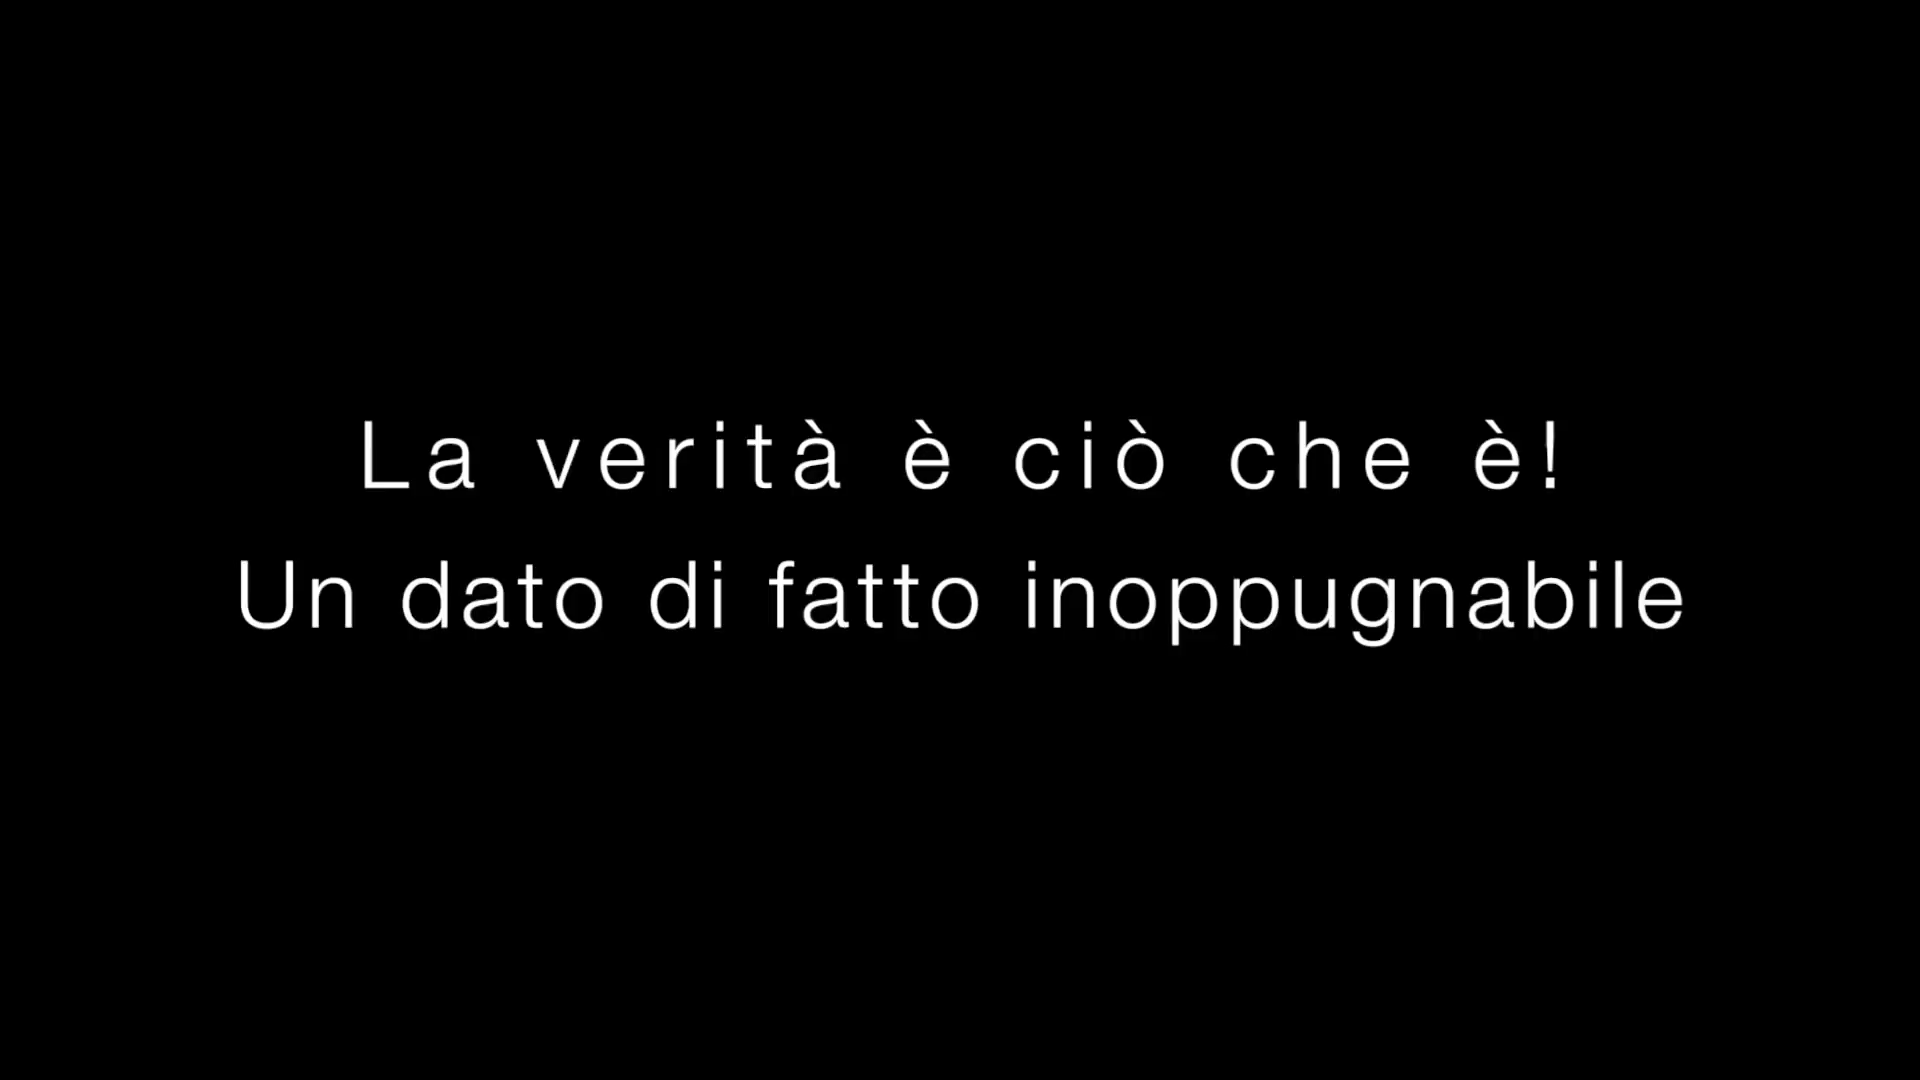 La verità è ciò che è!
Un dato di fatto inoppugnabile